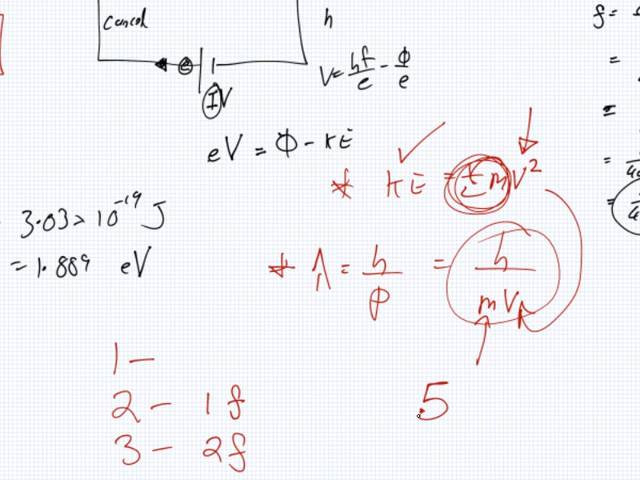 Cancel
h
f =
=
=
=
=
V = hf/e - Φ/e
IV
eV = Φ - KE
* KE = ½mV²
3.03 × 10⁻¹⁹ J
= 1.889 eV
* λ = h/p = h/mV
1 -
2 - 1f
3 - 2f
.5